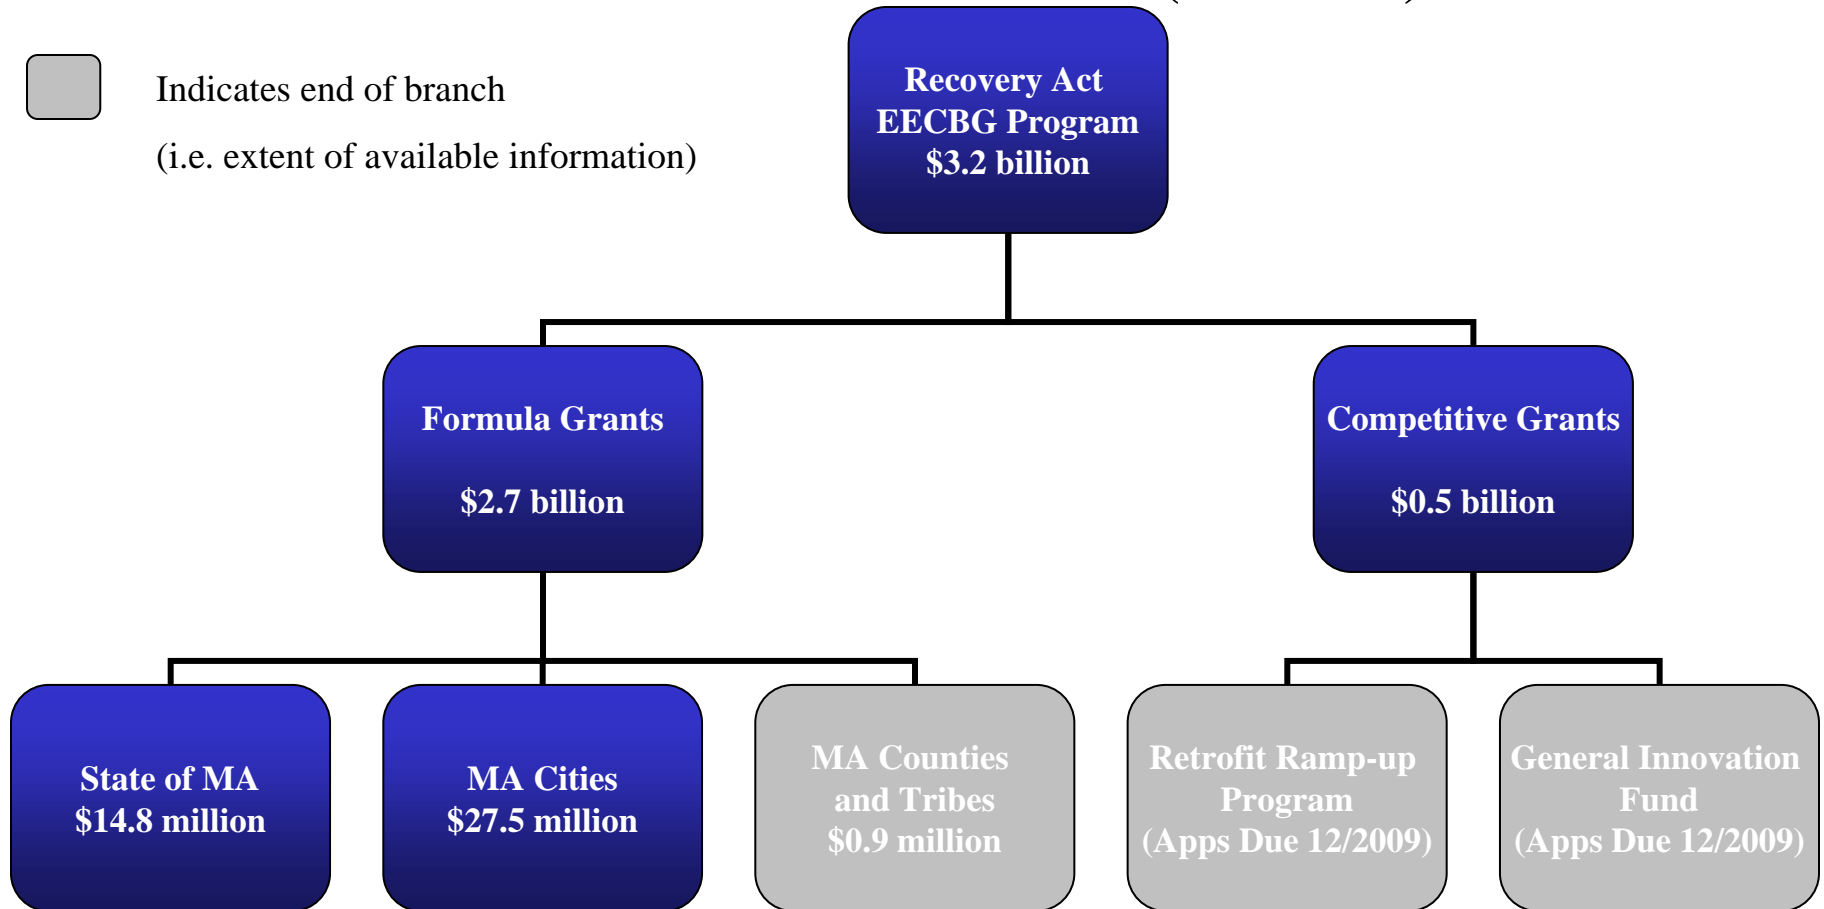 Indicates end of branch
(i.e. extent of available information)
Recovery Act
EECBG Program
$3.2 billion
Formula Grants
$2.7 billion
Competitive Grants
$0.5 billion
State of MA
$14.8 million
MA Cities
$27.5 million
MA Counties
and Tribes
$0.9 million
Retrofit Ramp-up
Program
(Apps Due 12/2009)
General Innovation
Fund
(Apps Due 12/2009)